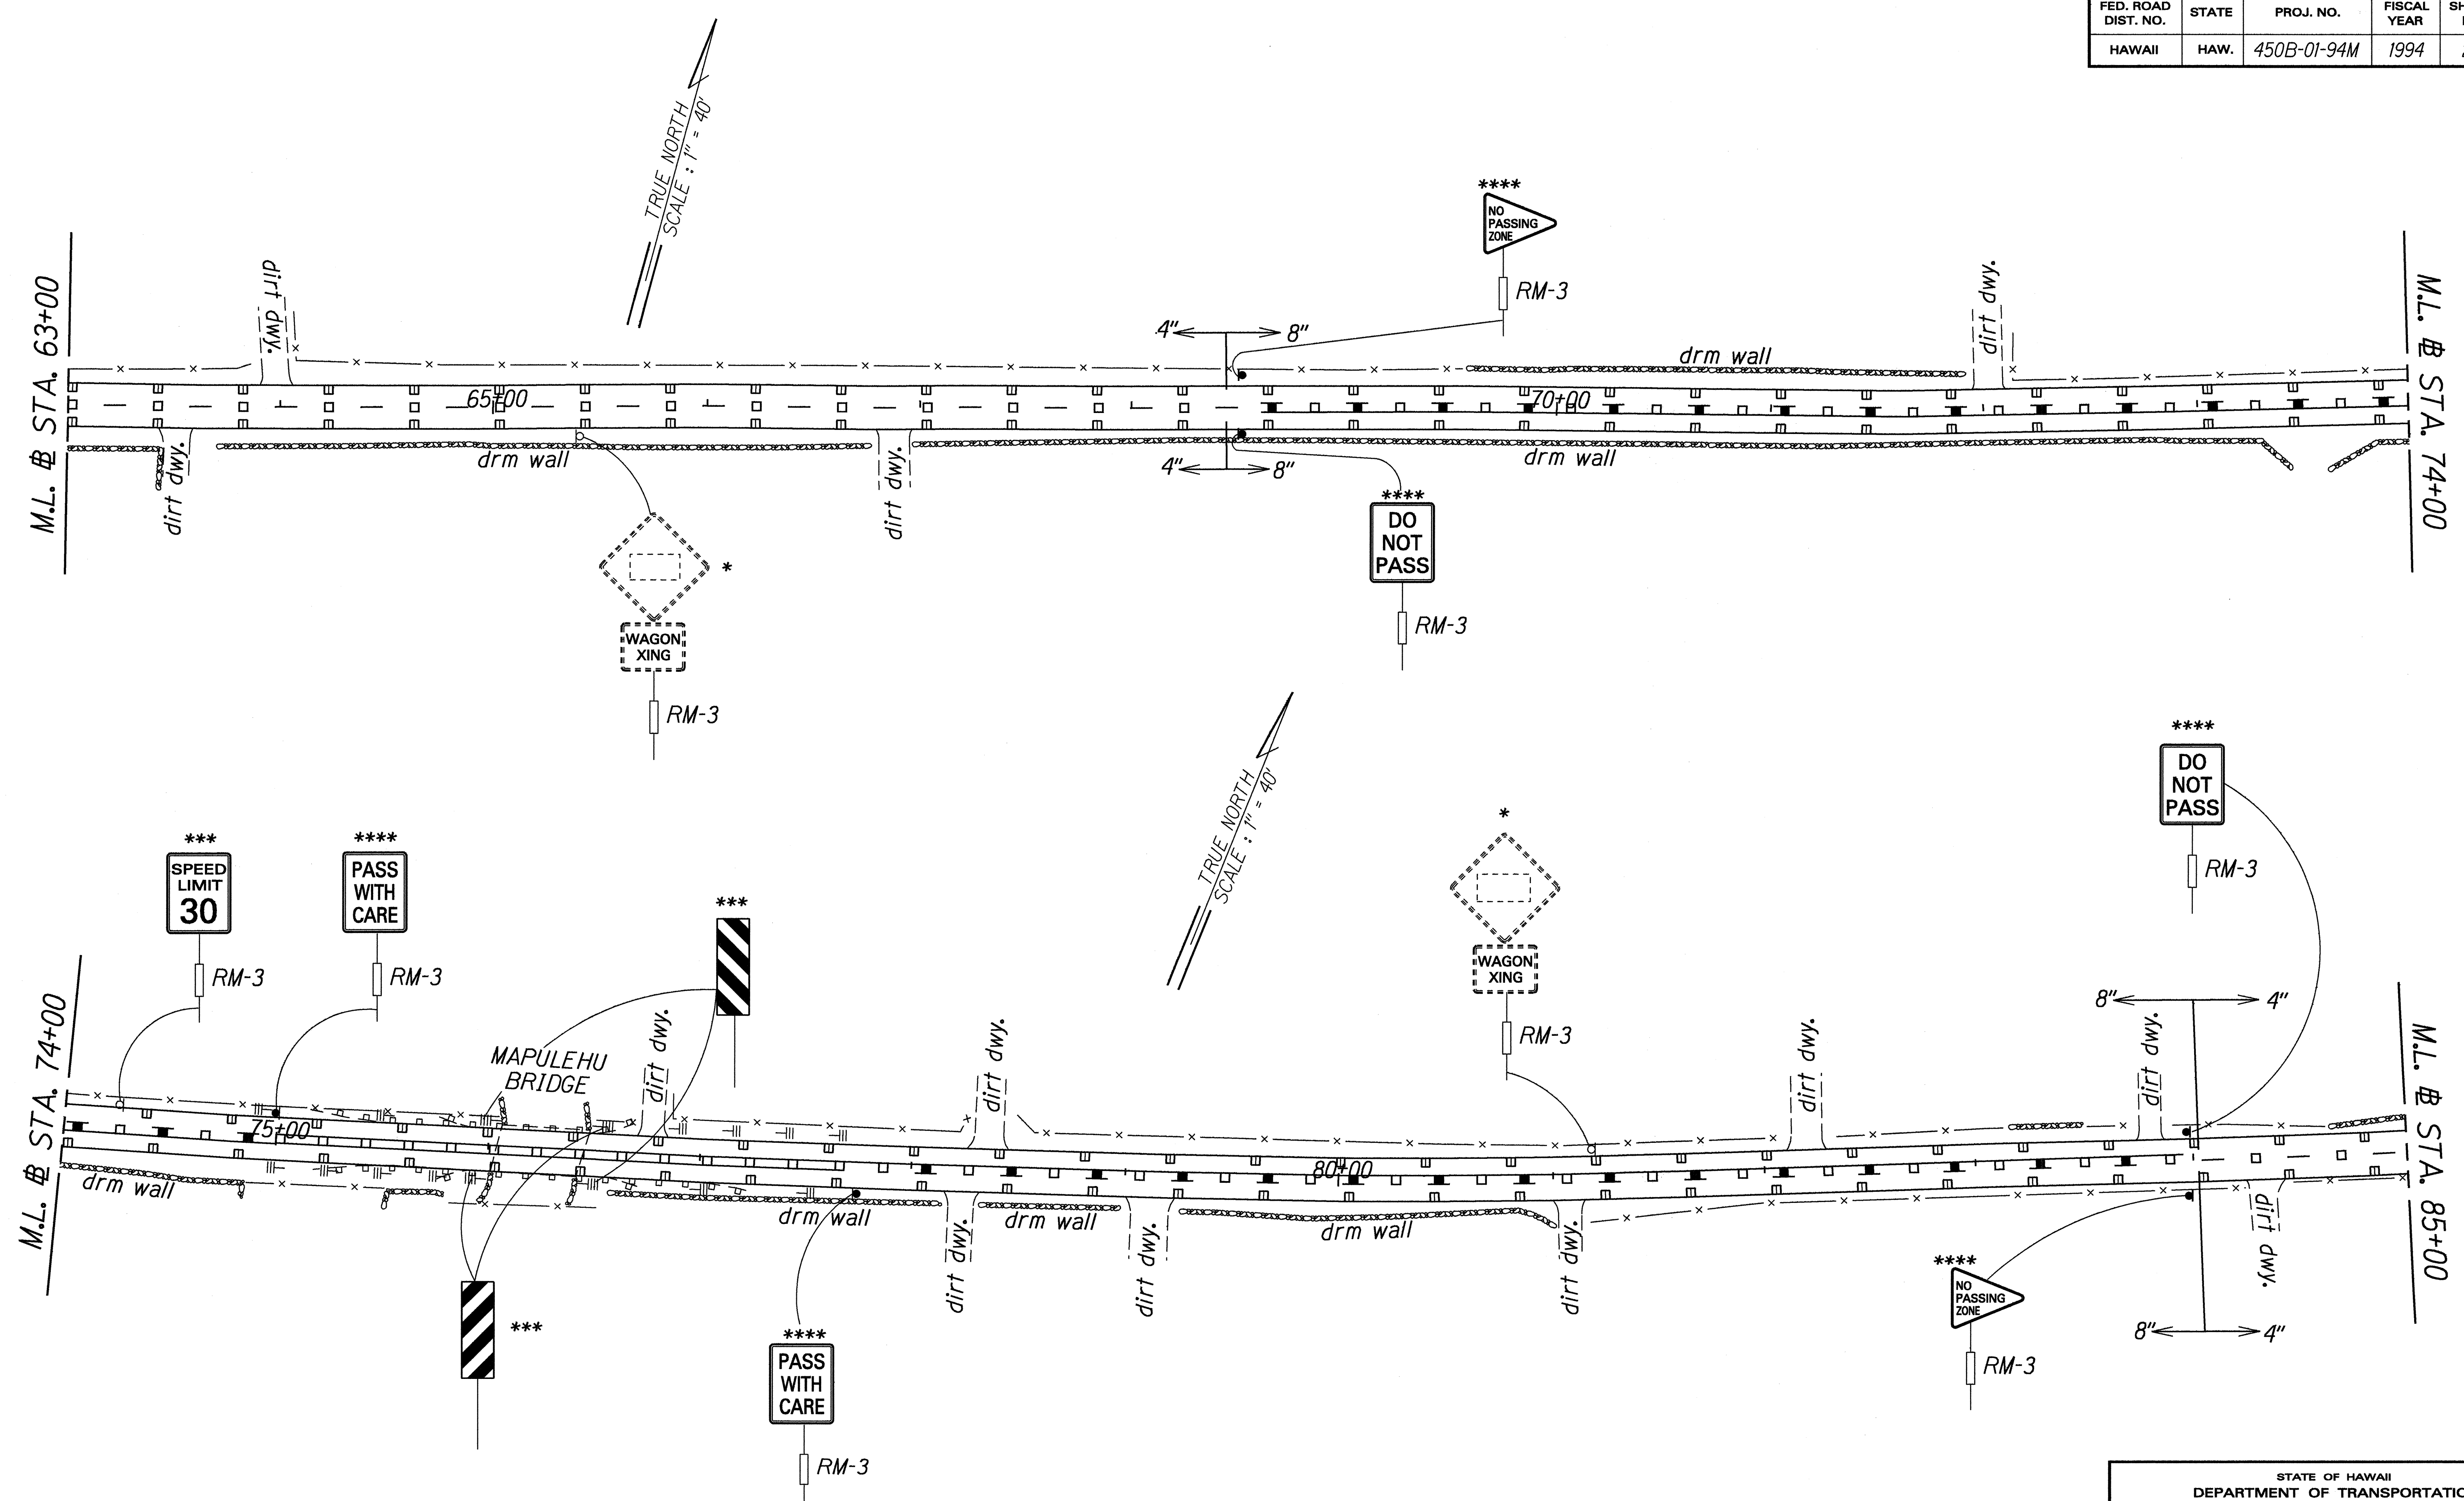 FED. ROAD DIST. NO. STATE PROJ. NO. FISCAL YEAR
HAWAII HAW. 450B-01-94M 1994
TRUE NORTH
SCALE : 1" = 40'
****
NO
PASSING
ZONE
RM-3
M.L. B STA. 63+00
dirt dwy.
4" 8"
drm wall
dirt dwy.
M.L. B STA. 74+00
65+00
70+00
dirt dwy.
drm wall
dirt dwy.
4" 8"
drm wall
****
DO
NOT
PASS
RM-3
*
WAGON
XING
RM-3
TRUE NORTH
SCALE : 1" = 40'
****
DO
NOT
PASS
RM-3
***
SPEED
LIMIT
30
RM-3
****
PASS
WITH
CARE
RM-3
***
*
WAGON
XING
RM-3
8" 4"
M.L. B STA. 74+00
MAPULEHU
BRIDGE
dirt dwy.
dirt dwy.
dirt dwy.
dirt dwy.
M.L. B STA. 85+00
75+00
80+00
drm wall
drm wall
dirt dwy.
drm wall
dirt dwy.
drm wall
dirt dwy.
dirt dwy.
***
****
PASS
WITH
CARE
RM-3
****
NO
PASSING
ZONE
RM-3
8" 4"
STATE OF HAWAII
DEPARTMENT OF TRANSPORTATIO